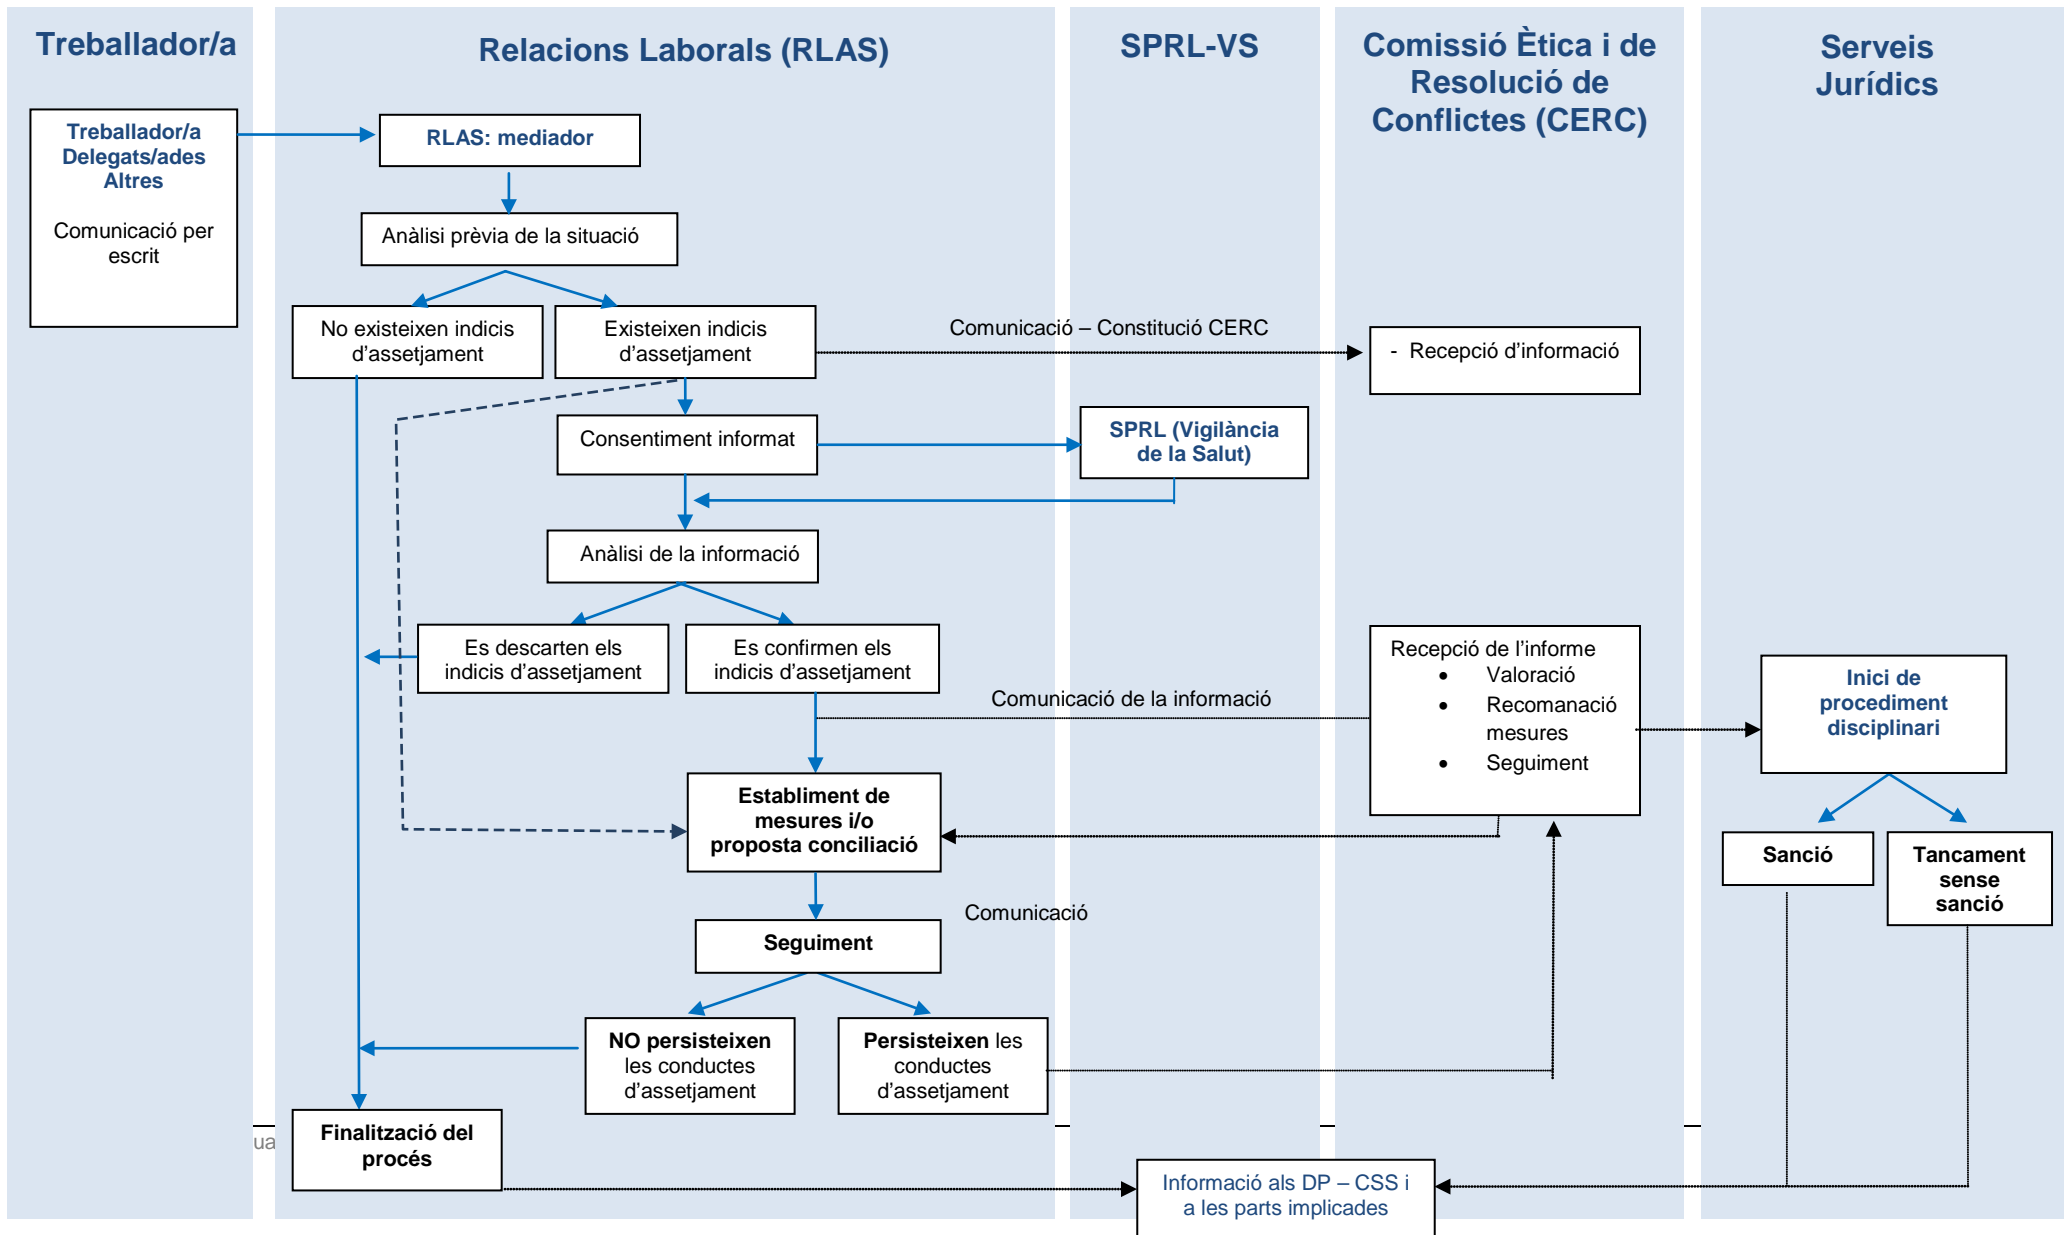 Treballador/a
Relacions Laborals (RLAS)
SPRL-VS
Comissió Ètica i de
Resolució de
Conflictes (CERC)
Serveis
Jurídics
Treballador/a
Delegats/ades
Altres
Comunicació per
escrit
RLAS: mediador
Anàlisi prèvia de la situació
No existeixen indicis
d'assetjament
Existeixen indicis
d'assetjament
Comunicació – Constitució CERC
- Recepció d'informació
Consentiment informat
SPRL (Vigilància
de la Salut)
Anàlisi de la informació
Es descarten els
indicis d'assetjament
Es confirmen els
indicis d'assetjament
Comunicació de la informació
Recepció de l'informe
• Valoració
• Recomanació
mesures
• Seguiment
Inici de
procediment
disciplinari
Establiment de
mesures i/o
proposta conciliació
Sanció
Tancament
sense
sanció
Comunicació
Seguiment
NO persisteixen
les conductes
d'assetjament
Persisteixen les
conductes
d'assetjament
Finalització del
procés
ua
Informació als DP – CSS i
a les parts implicades